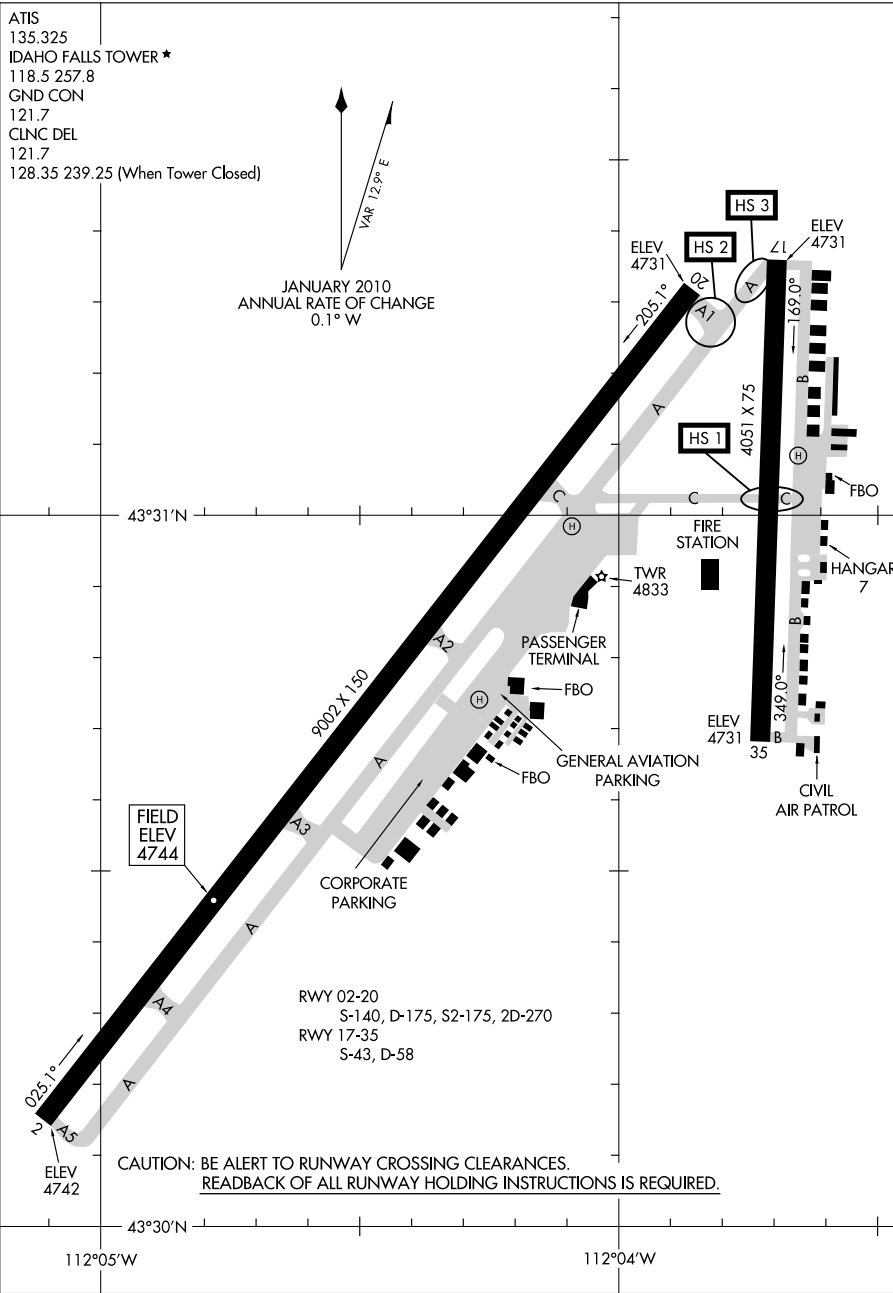 ATIS
135.325
IDAHO FALLS TOWER ★
118.5 257.8
GND CON
121.7
CLNC DEL
121.7
128.35 239.25 (When Tower Closed)
VAR 12.9° E
JANUARY 2010
ANNUAL RATE OF CHANGE
0.1° W
HS 3
HS 2
ELEV
4731
ELEV
4731
20
17
A
A1
205.1°
169.0°
A
B
4051 X 75
HS 1
H
C
C
C
FBO
43°31'N
H
FIRE
STATION
TWR
4833
HANGAR
7
PASSENGER
TERMINAL
A2
B
9002 X 150
H
FBO
349.0°
ELEV
4731
35
B
A
GENERAL AVIATION
PARKING
FBO
CIVIL
AIR PATROL
FIELD
ELEV
4744
A3
CORPORATE
PARKING
A
RWY 02-20
S-140, D-175, S2-175, 2D-270
RWY 17-35
S-43, D-58
A4
025.1°
A
2
A5
ELEV
4742
CAUTION: BE ALERT TO RUNWAY CROSSING CLEARANCES.
READBACK OF ALL RUNWAY HOLDING INSTRUCTIONS IS REQUIRED.
43°30'N
112°05'W
112°04'W